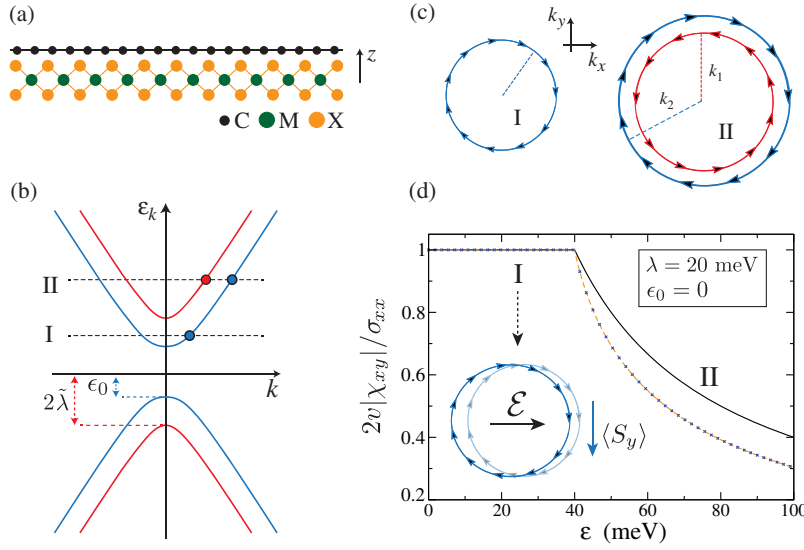 (a)
z
C M X
(b)
εₖ
II
I
ϵ₀
2λ̃
k
(c)
k_y
k_x
I
k₁
k₂
II
(d)
2v|χ_xy|/σ_xx
1
0.8
0.6
0.4
0.2
I
λ = 20 meV
ϵ₀ = 0
II
ℰ
⟨S_y⟩
0 20 40 60 80 100
ε (meV)